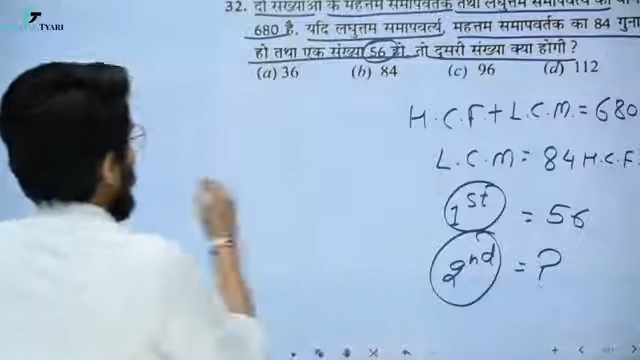 TYARI
32. दो संख्याओं के महत्तम समापवर्तक तथा लघुत्तम समापवर्त्य का
680 है. यदि लघुत्तम समापवर्त्य, महत्तम समापवर्तक का 84 गुना
हो तथा एक संख्या 56 हो, तो दूसरी संख्या क्या होगी ?
(a) 36 (b) 84 (c) 96 (d) 112
H.C.F + L.C.M. = 680
L.C.M = 84 H.C.F.
1st = 56
2nd = ?